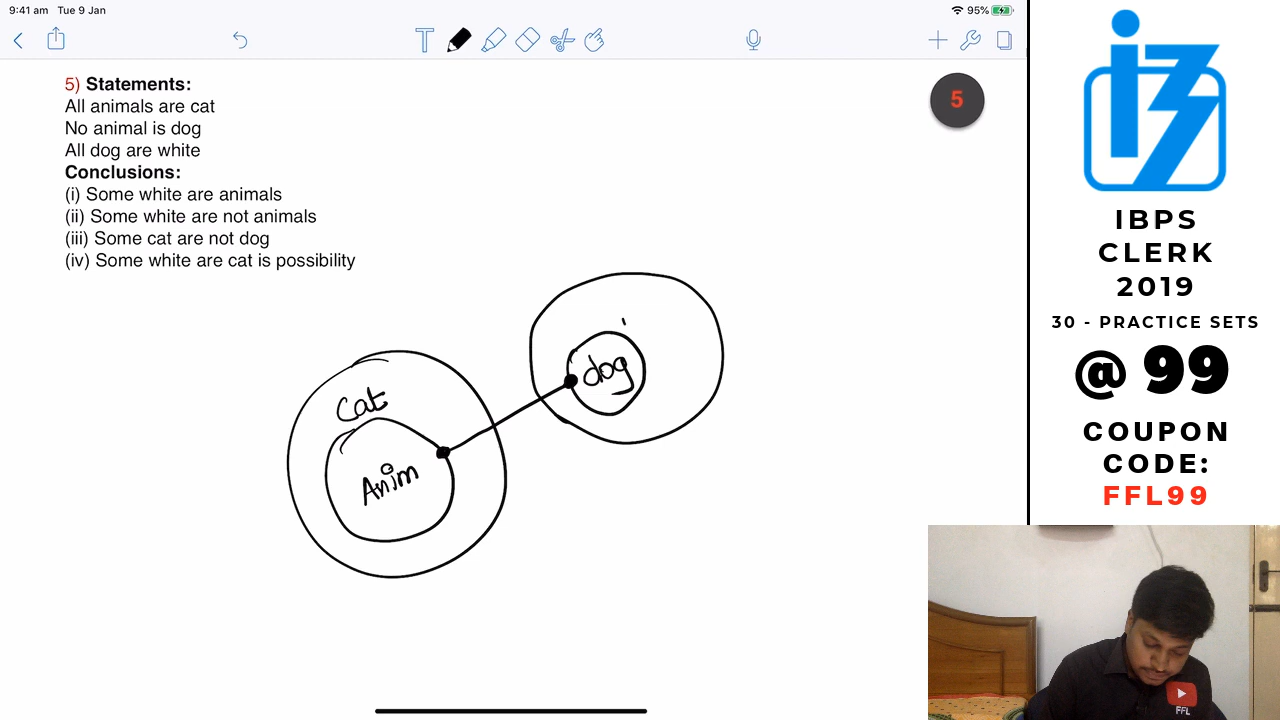 9:41 am Tue 9 Jan
95%
T
5) Statements:
All animals are cat
No animal is dog
All dog are white
Conclusions:
(i) Some white are animals
(ii) Some white are not animals
(iii) Some cat are not dog
(iv) Some white are cat is possibility
5
dog
Cat
Anim
IBPS
CLERK
2019
30 - PRACTICE SETS
@ 99
COUPON
CODE:
FFL99
FFL